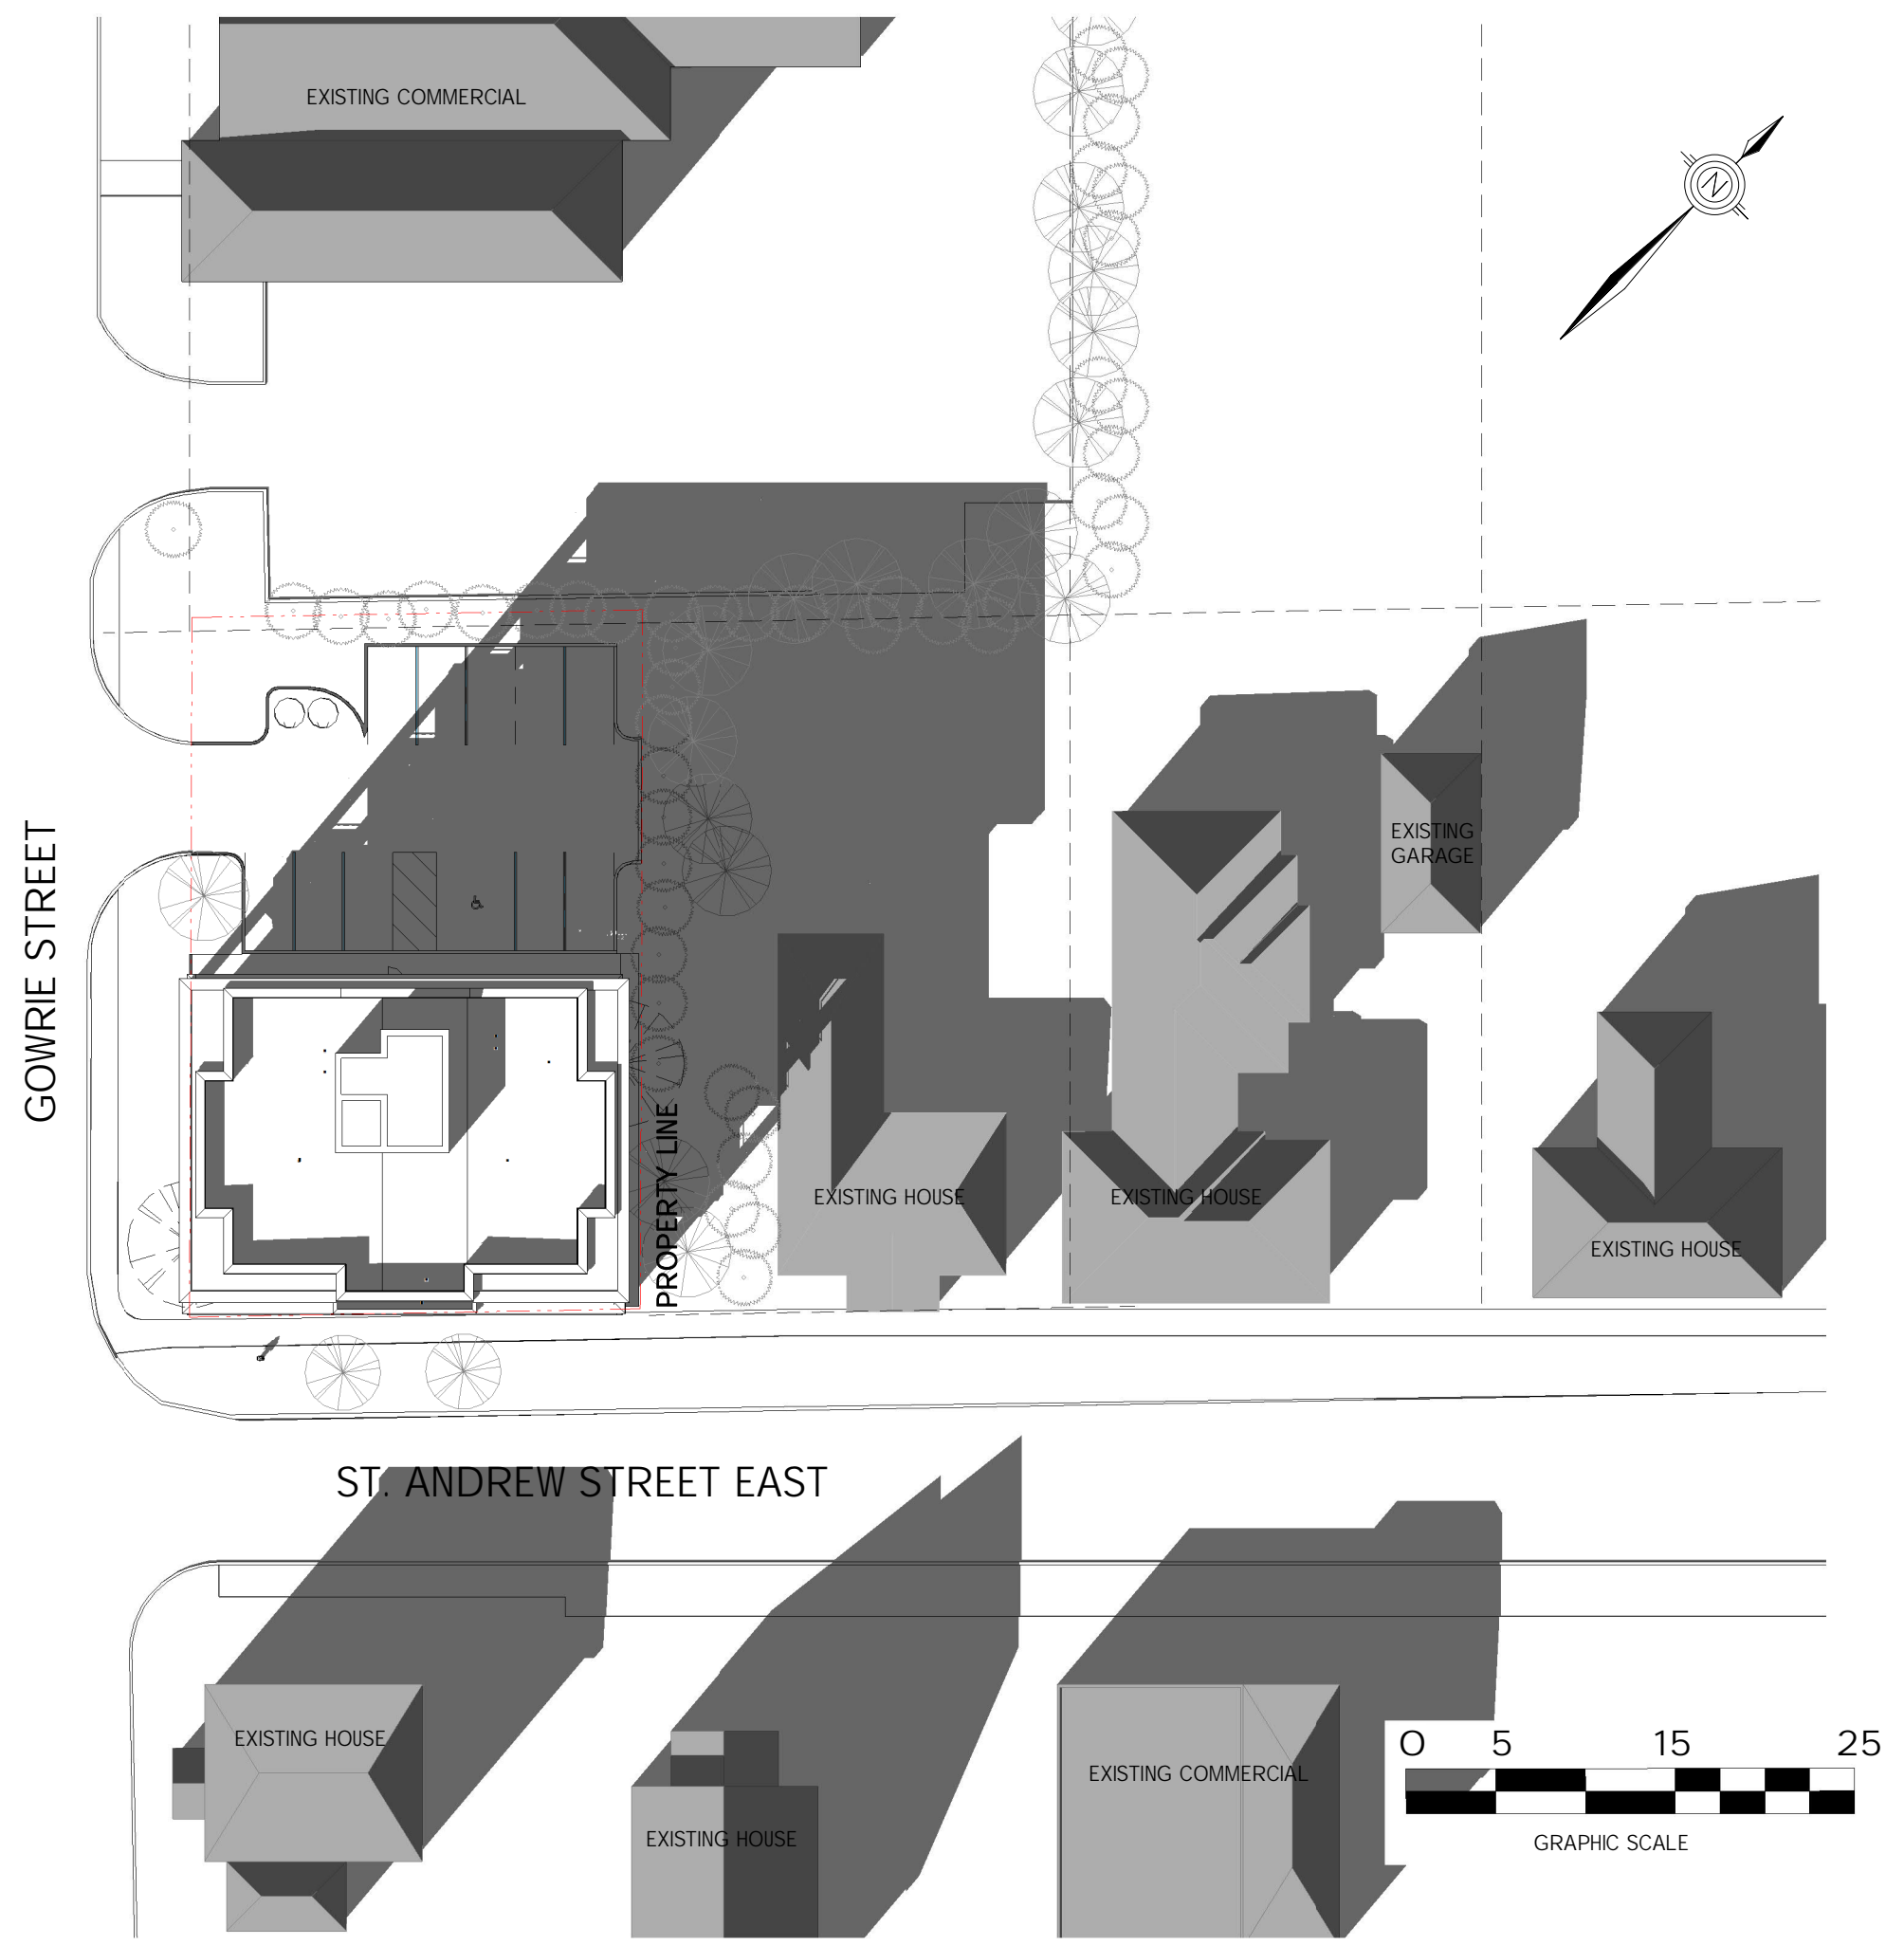 EXISTING COMMERCIAL
N
EXISTING
GARAGE
GOWRIE STREET
PROPERTY LINE
EXISTING HOUSE
EXISTING HOUSE
EXISTING HOUSE
ST. ANDREW STREET EAST
EXISTING HOUSE
EXISTING HOUSE
EXISTING COMMERCIAL
0 5 15 25
GRAPHIC SCALE